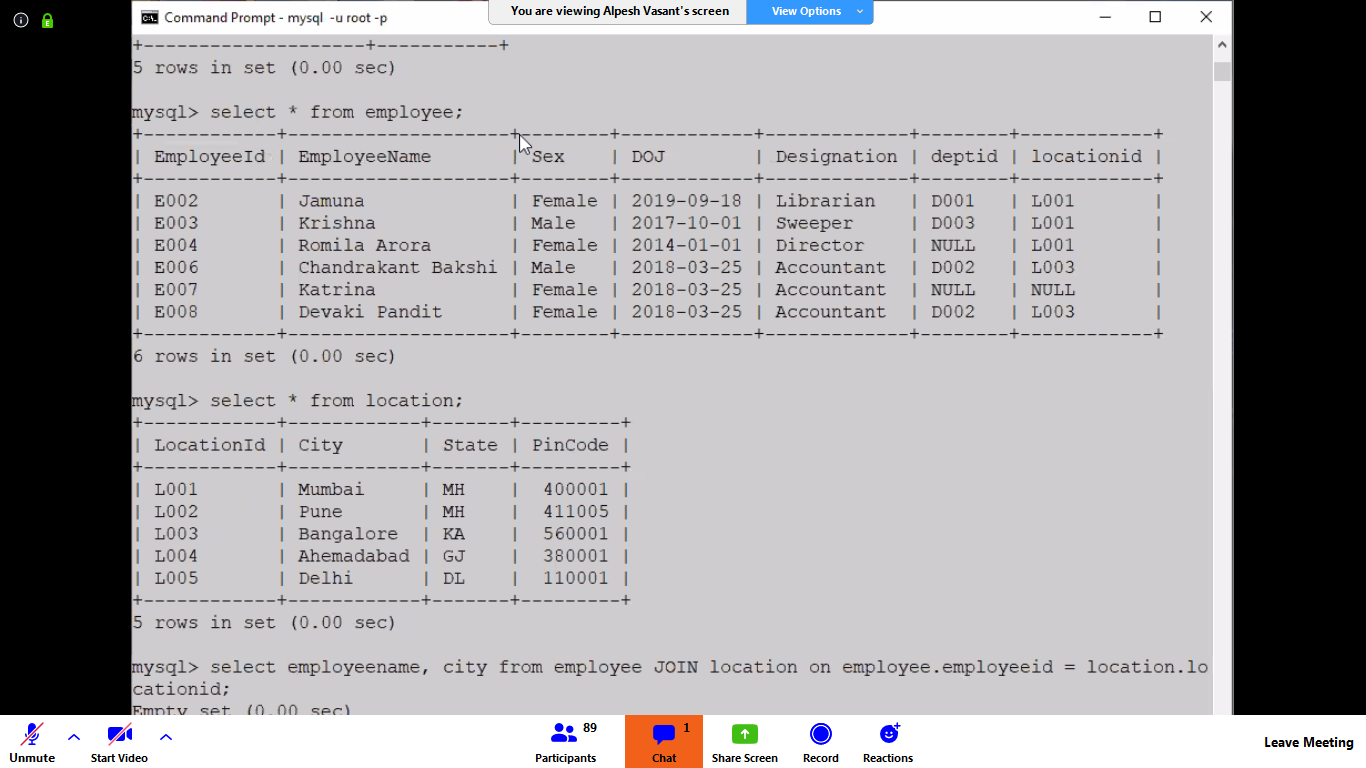 Command Prompt - mysql -u root -p
You are viewing Alpesh Vasant's screen View Options
+--------------------+-----------+
5 rows in set (0.00 sec)
mysql> select * from employee;
+------------+--------------------+--------+------------+-------------+--------+------------+
| EmployeeId | EmployeeName       | Sex    | DOJ        | Designation | deptid | locationid |
+------------+--------------------+--------+------------+-------------+--------+------------+
| E002       | Jamuna             | Female | 2019-09-18 | Librarian   | D001   | L001       |
| E003       | Krishna            | Male   | 2017-10-01 | Sweeper     | D003   | L001       |
| E004       | Romila Arora       | Female | 2014-01-01 | Director    | NULL   | L001       |
| E006       | Chandrakant Bakshi | Male   | 2018-03-25 | Accountant  | D002   | L003       |
| E007       | Katrina            | Female | 2018-03-25 | Accountant  | NULL   | NULL       |
| E008       | Devaki Pandit      | Female | 2018-03-25 | Accountant  | D002   | L003       |
+------------+--------------------+--------+------------+-------------+--------+------------+
6 rows in set (0.00 sec)
mysql> select * from location;
+------------+------------+-------+---------+
| LocationId | City       | State | PinCode |
+------------+------------+-------+---------+
| L001       | Mumbai     | MH    |  400001 |
| L002       | Pune       | MH    |  411005 |
| L003       | Bangalore  | KA    |  560001 |
| L004       | Ahemadabad | GJ    |  380001 |
| L005       | Delhi      | DL    |  110001 |
+------------+------------+-------+---------+
5 rows in set (0.00 sec)
mysql> select employeename, city from employee JOIN location on employee.employeeid = location.lo
cationid;
Empty set (0.00 sec)
Unmute Start Video Participants 89 Chat 1 Share Screen Record Reactions Leave Meeting